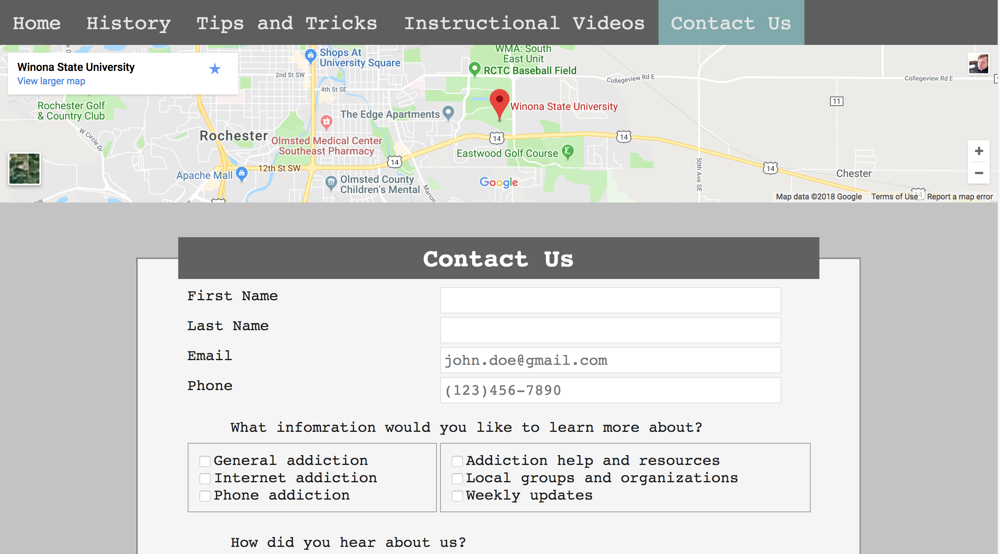 Home History Tips and Tricks Instructional Videos Contact Us
Winona State University
View larger map
Shops At
University Square
WMA: South
East Unit
RCTC Baseball Field
2nd St SW
4th St SE
Collegeview Rd E
Collegeview Rd E
11
Rochester Golf
& Country Club
W Circle Dr
The Edge Apartments
Winona State University
Rochester
Olmsted Medical Center
Southeast Pharmacy
14
14
14
14
14
Eastwood Golf Course
50th Ave SE
Chester
12th St SW
Apache Mall
Olmsted County
Children's Mental
Marion
SW
Google
Map data ©2018 Google Terms of Use Report a map error
Contact Us
First Name
Last Name
Email john.doe@gmail.com
Phone (123)456-7890
What infomration would you like to learn more about?
General addiction
Internet addiction
Phone addiction
Addiction help and resources
Local groups and organizations
Weekly updates
How did you hear about us?